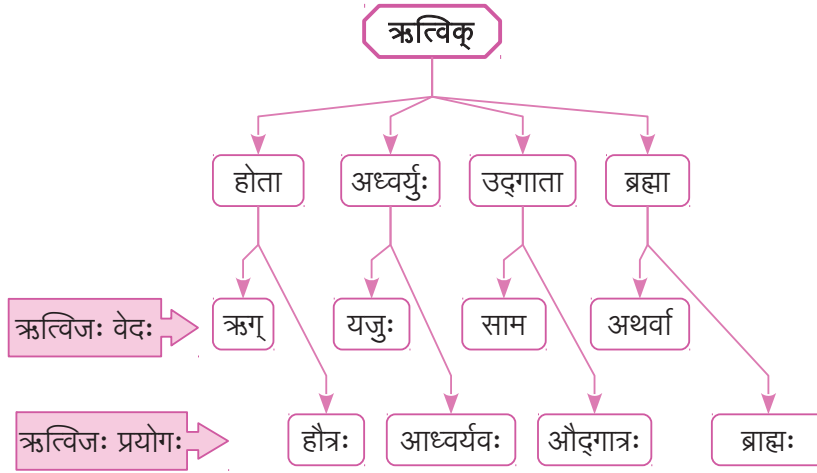 ऋत्विक्
होता अध्वर्युः उद्‌गाता ब्रह्मा
ऋत्विजः वेदः ऋग् यजुः साम अथर्वा
ऋत्विजः प्रयोगः हौत्रः आध्वर्यवः औद्‌गात्रः ब्राह्मः